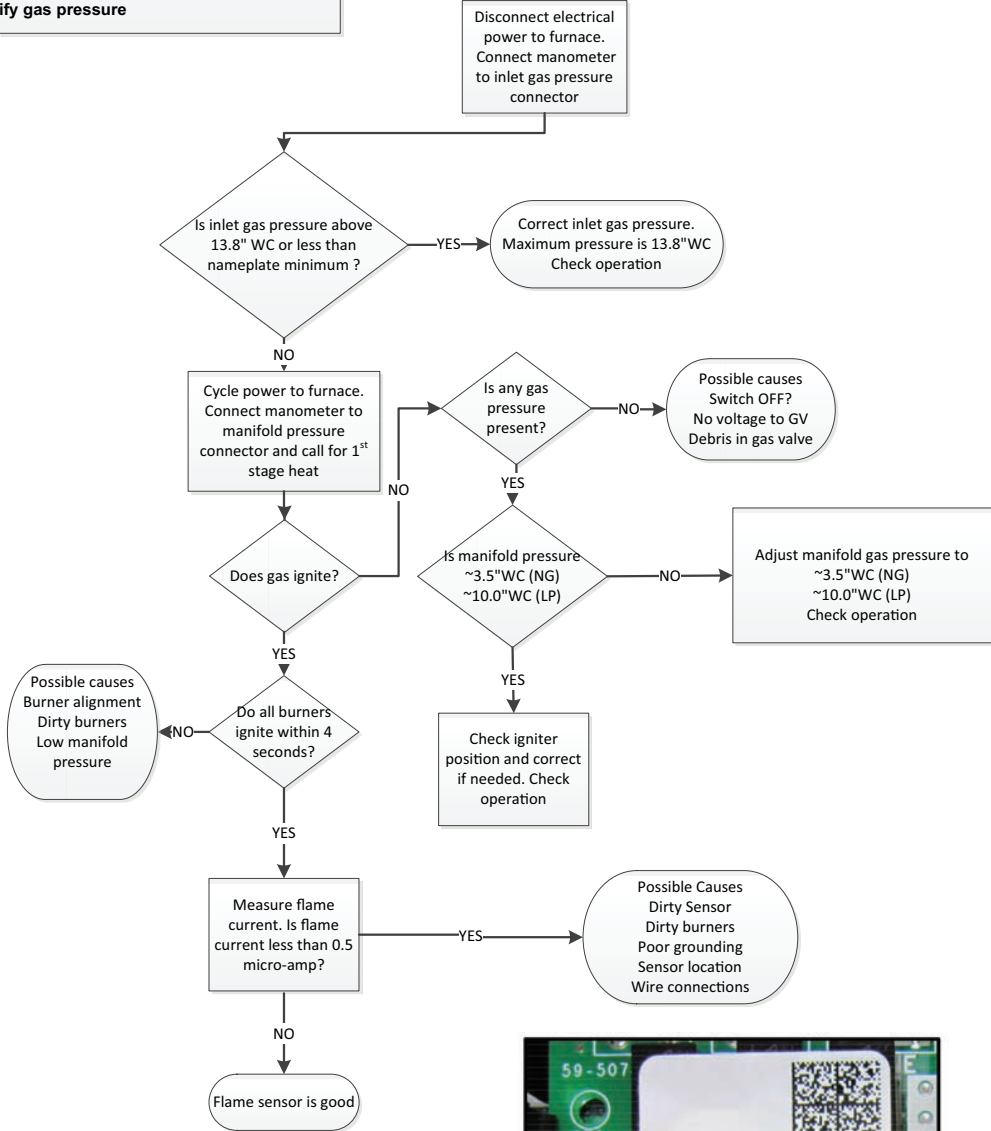 ify gas pressure
Disconnect electrical
power to furnace.
Connect manometer
to inlet gas pressure
connector
Is inlet gas pressure above
13.8" WC or less than
nameplate minimum ?
YES
Correct inlet gas pressure.
Maximum pressure is 13.8"WC
Check operation
NO
Cycle power to furnace.
Connect manometer to
manifold pressure
connector and call for 1st
stage heat
Is any gas
pressure
present?
NO
Possible causes
Switch OFF?
No voltage to GV
Debris in gas valve
NO
YES
Does gas ignite?
Is manifold pressure
~3.5"WC (NG)
~10.0"WC (LP)
NO
Adjust manifold gas pressure to
~3.5"WC (NG)
~10.0"WC (LP)
Check operation
YES
YES
Do all burners
ignite within 4
seconds?
NO
Possible causes
Burner alignment
Dirty burners
Low manifold
pressure
Check igniter
position and correct
if needed. Check
operation
YES
Measure flame
current. Is flame
current less than 0.5
micro-amp?
YES
Possible Causes
Dirty Sensor
Dirty burners
Poor grounding
Sensor location
Wire connections
NO
Flame sensor is good
59-507
E